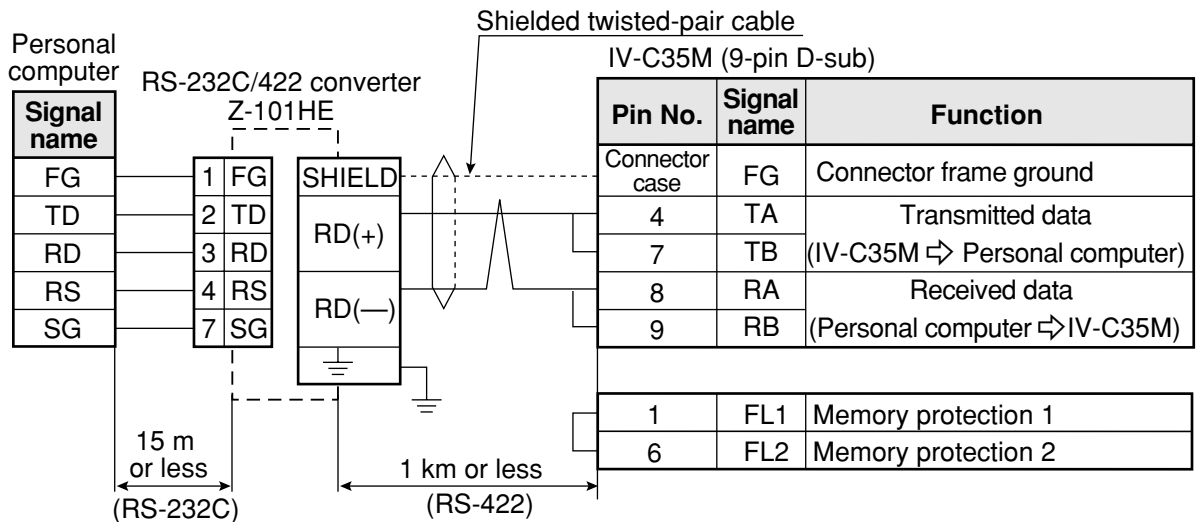 Shielded twisted-pair cable
Personal
computer
RS-232C/422 converter
Z-101HE
IV-C35M (9-pin D-sub)
Signal
name
Pin No.
Signal
name
Function
FG
1 FG
SHIELD
Connector
case
FG
Connector frame ground
TD
2 TD
RD(+)
4
TA
Transmitted data
RD
3 RD
7
TB
(IV-C35M ⇨ Personal computer)
RS
4 RS
RD(—)
8
RA
Received data
SG
7 SG
9
RB
(Personal computer ⇨IV-C35M)
1
FL1
Memory protection 1
6
FL2
Memory protection 2
15 m
or less
(RS-232C)
1 km or less
(RS-422)